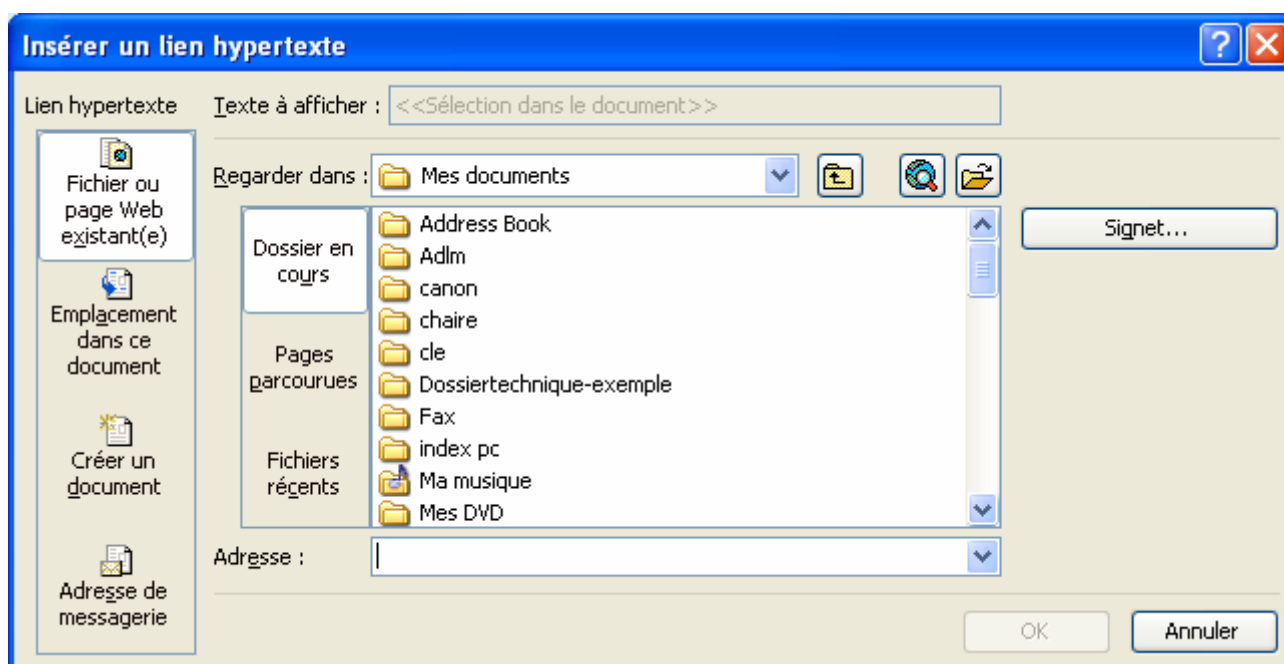 Insérer un lien hypertexte
Lien hypertexte
Texte à afficher : <<Sélection dans le document>>
Fichier ou
page Web
existant(e)
Emplacement
dans ce
document
Créer un
document
Adresse de
messagerie
Regarder dans : Mes documents
Dossier en
cours
Pages
parcourues
Fichiers
récents
Address Book
Adlm
canon
chaire
cle
Dossiertechnique-exemple
Fax
index pc
Ma musique
Mes DVD
Signet...
Adresse :
OK
Annuler